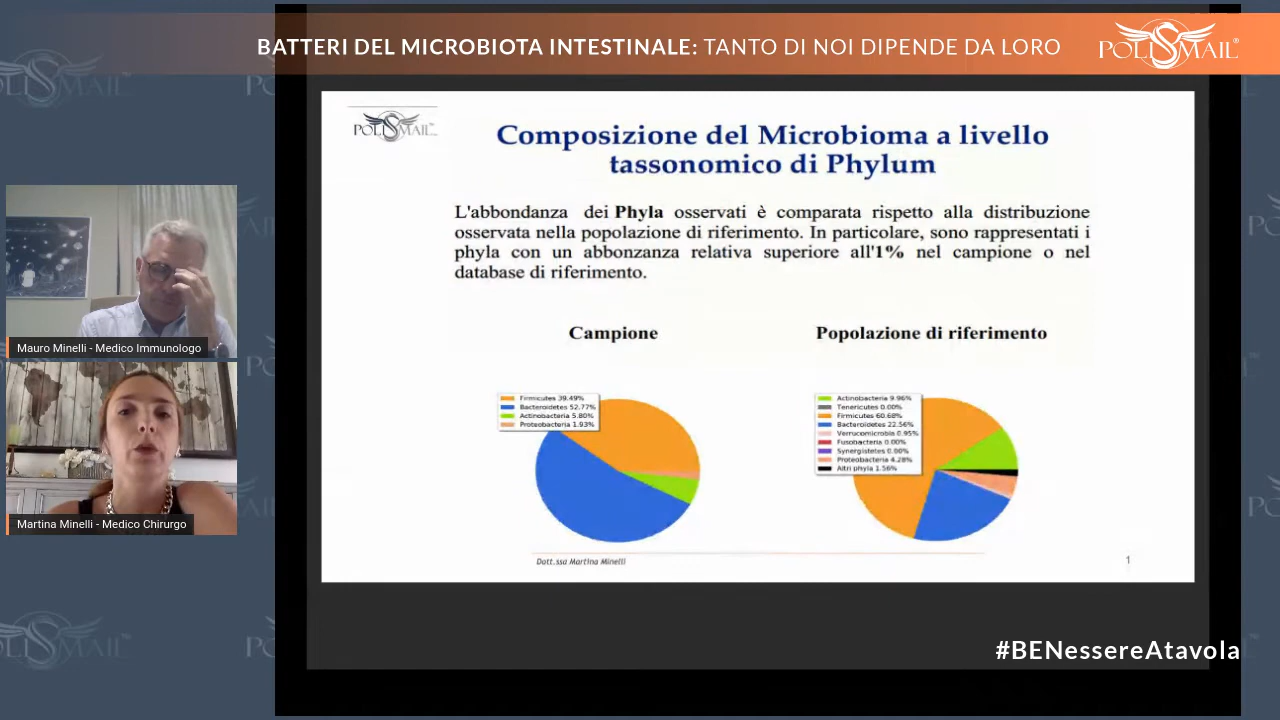 BATTERI DEL MICROBIOTA INTESTINALE: TANTO DI NOI DIPENDE DA LORO
POLISMAIL
POLISMAIL
Composizione del Microbioma a livello
tassonomico di Phylum
L'abbondanza dei Phyla osservati è comparata rispetto alla distribuzione
osservata nella popolazione di riferimento. In particolare, sono rappresentati i
phyla con un abbonzanza relativa superiore all'1% nel campione o nel
database di riferimento.
Campione
Firmicutes 39.49%
Bacteroidetes 52.77%
Actinobacteria 5.80%
Proteobacteria 1.93%
Popolazione di riferimento
Actinobacteria 9.96%
Tenericutes 0.00%
Firmicutes 60.68%
Bacteroidetes 22.56%
Verrucomicrobia 0.95%
Fusobacteria 0.00%
Synergistetes 0.00%
Proteobacteria 4.28%
Altri phyla 1.56%
Dott.ssa Martina Minelli
1
Mauro Minelli - Medico Immunologo
Martina Minelli - Medico Chirurgo
#BENessereAtavola